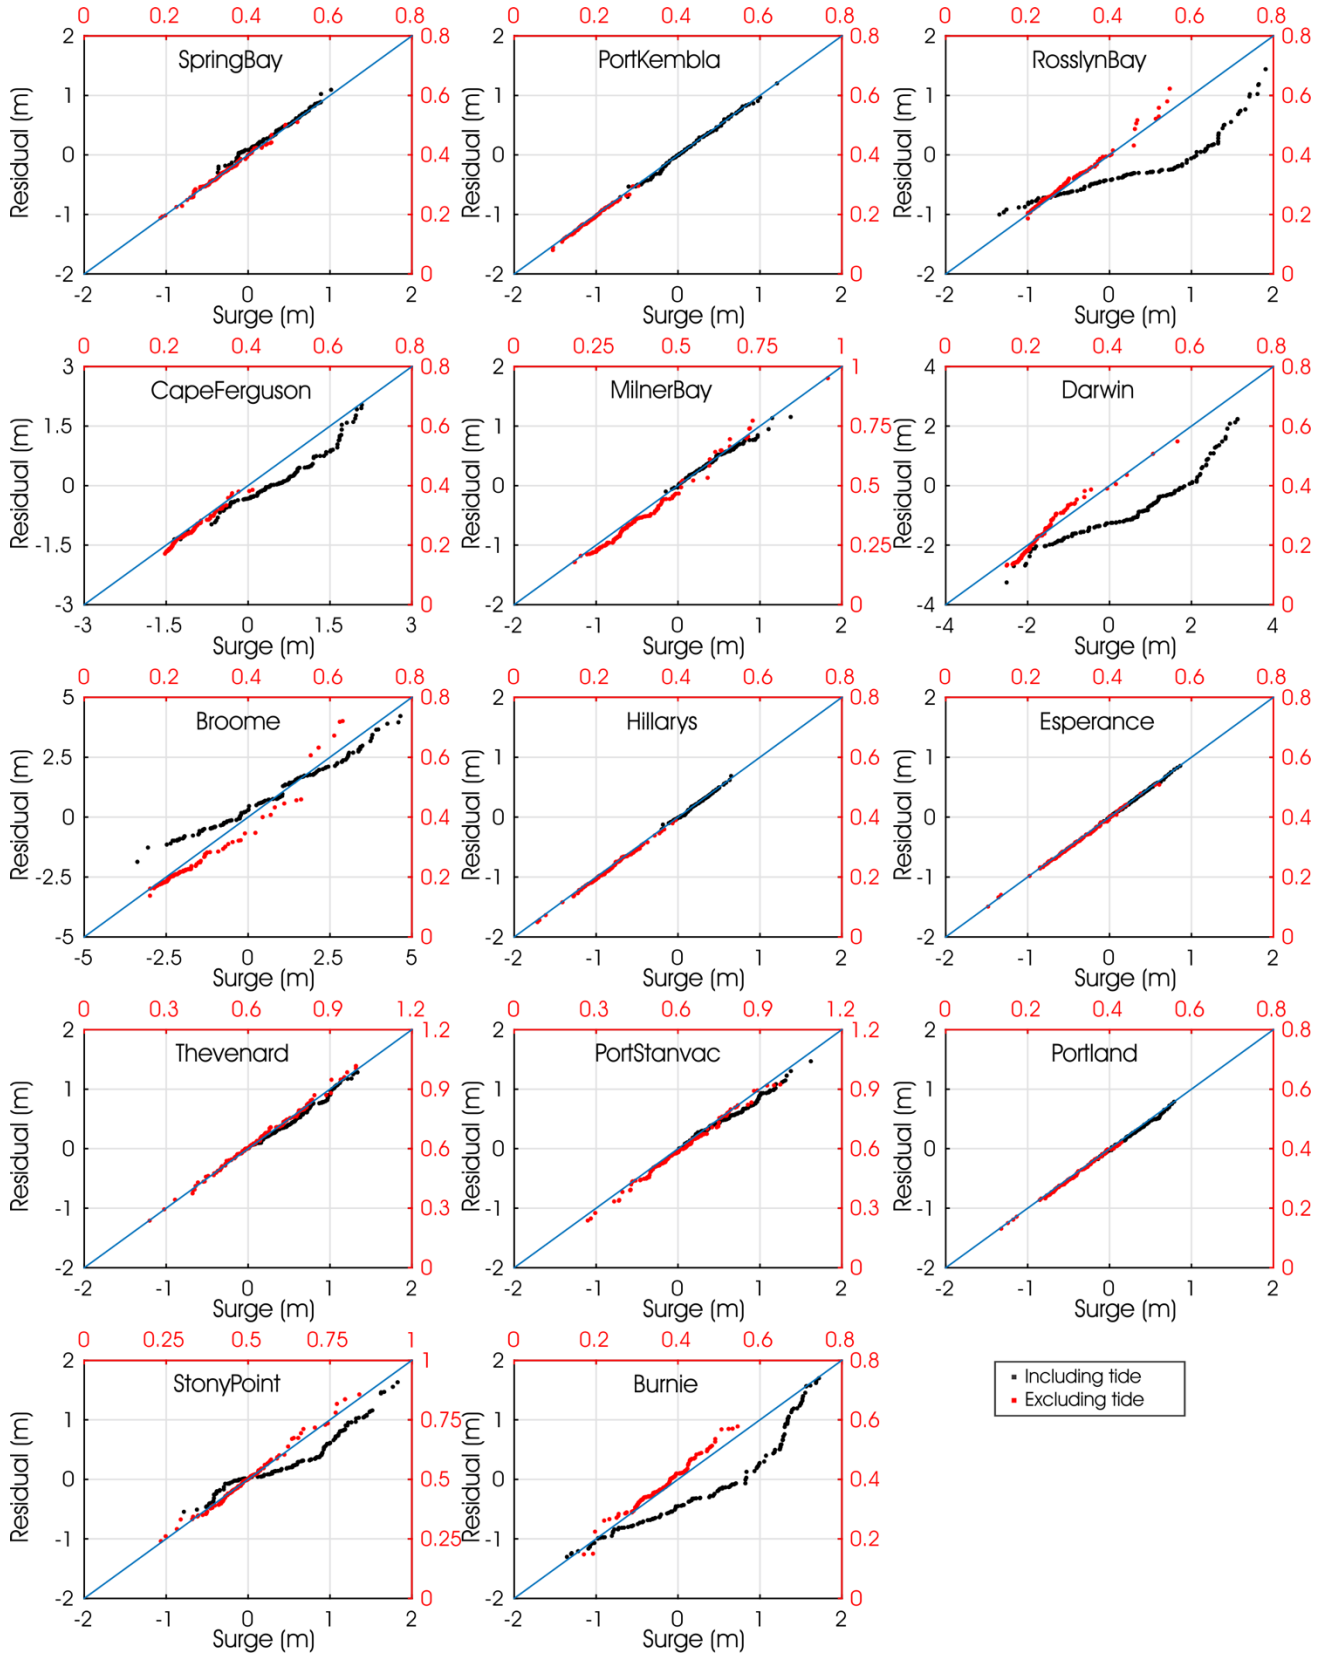 0 0.2 0.4 0.6 0.8 0 0.2 0.4 0.6 0.8 0 0.2 0.4 0.6 0.8
2 0.8 2 0.8 2 0.8
SpringBay PortKembla RosslynBay
1 0.6 1 0.6 1 0.6
Residual (m) Residual (m) Residual (m)
0 0.4 0 0.4 0 0.4
-1 0.2 -1 0.2 -1 0.2
-2 0 -2 0 -2 0
-2 -1 0 1 2 -2 -1 0 1 2 -2 -1 0 1 2
Surge (m) Surge (m) Surge (m)
0 0.2 0.4 0.6 0.8 0 0.25 0.5 0.75 1 0 0.2 0.4 0.6 0.8
3 0.8 2 1 4 0.8
CapeFerguson MilnerBay Darwin
1.5 0.6 1 0.75 2 0.6
Residual (m) Residual (m) Residual (m)
0 0.4 0 0.5 0 0.4
-1.5 0.2 -1 0.25 -2 0.2
-3 0 -2 0 -4 0
-3 -1.5 0 1.5 3 -2 -1 0 1 2 -4 -2 0 2 4
Surge (m) Surge (m) Surge (m)
0 0.2 0.4 0.6 0.8 0 0.2 0.4 0.6 0.8 0 0.2 0.4 0.6 0.8
5 0.8 2 0.8 2 0.8
Broome Hillarys Esperance
2.5 0.6 1 0.6 1 0.6
Residual (m) Residual (m) Residual (m)
0 0.4 0 0.4 0 0.4
-2.5 0.2 -1 0.2 -1 0.2
-5 0 -2 0 -2 0
-5 -2.5 0 2.5 5 -2 -1 0 1 2 -2 -1 0 1 2
Surge (m) Surge (m) Surge (m)
0 0.3 0.6 0.9 1.2 0 0.3 0.6 0.9 1.2 0 0.2 0.4 0.6 0.8
2 1.2 2 1.2 2 0.8
Thevenard PortStanvac Portland
1 0.9 1 0.9 1 0.6
Residual (m) Residual (m) Residual (m)
0 0.6 0 0.6 0 0.4
-1 0.3 -1 0.3 -1 0.2
-2 0 -2 0 -2 0
-2 -1 0 1 2 -2 -1 0 1 2 -2 -1 0 1 2
Surge (m) Surge (m) Surge (m)
0 0.25 0.5 0.75 1 0 0.2 0.4 0.6 0.8
2 1 2 0.8
StonyPoint Burnie
Including tide
Excluding tide
1 0.75 1 0.6
Residual (m) Residual (m)
0 0.5 0 0.4
-1 0.25 -1 0.2
-2 0 -2 0
-2 -1 0 1 2 -2 -1 0 1 2
Surge (m) Surge (m)